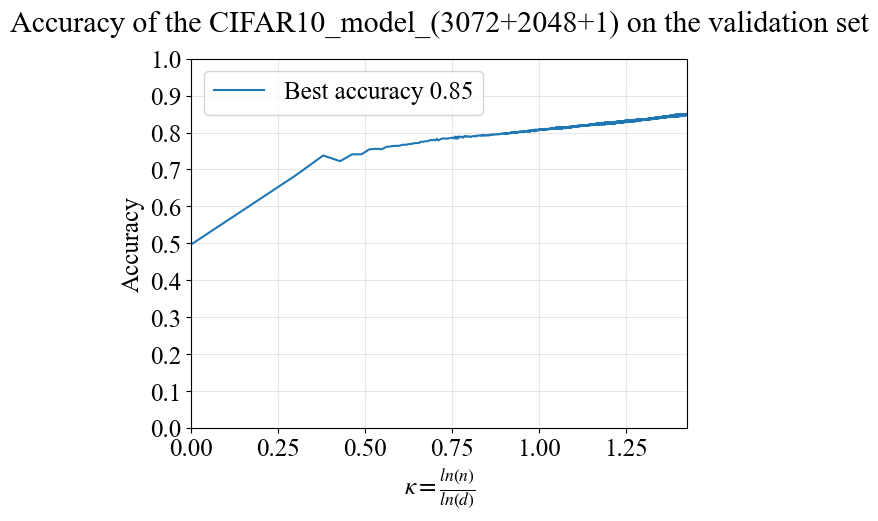 Accuracy of the CIFAR10_model_(3072+2048+1) on the validation set
Best accuracy 0.85
Accuracy
1.0
0.9
0.8
0.7
0.6
0.5
0.4
0.3
0.2
0.1
0.0
0.00 0.25 0.50 0.75 1.00 1.25
κ = ln(n) / ln(d)